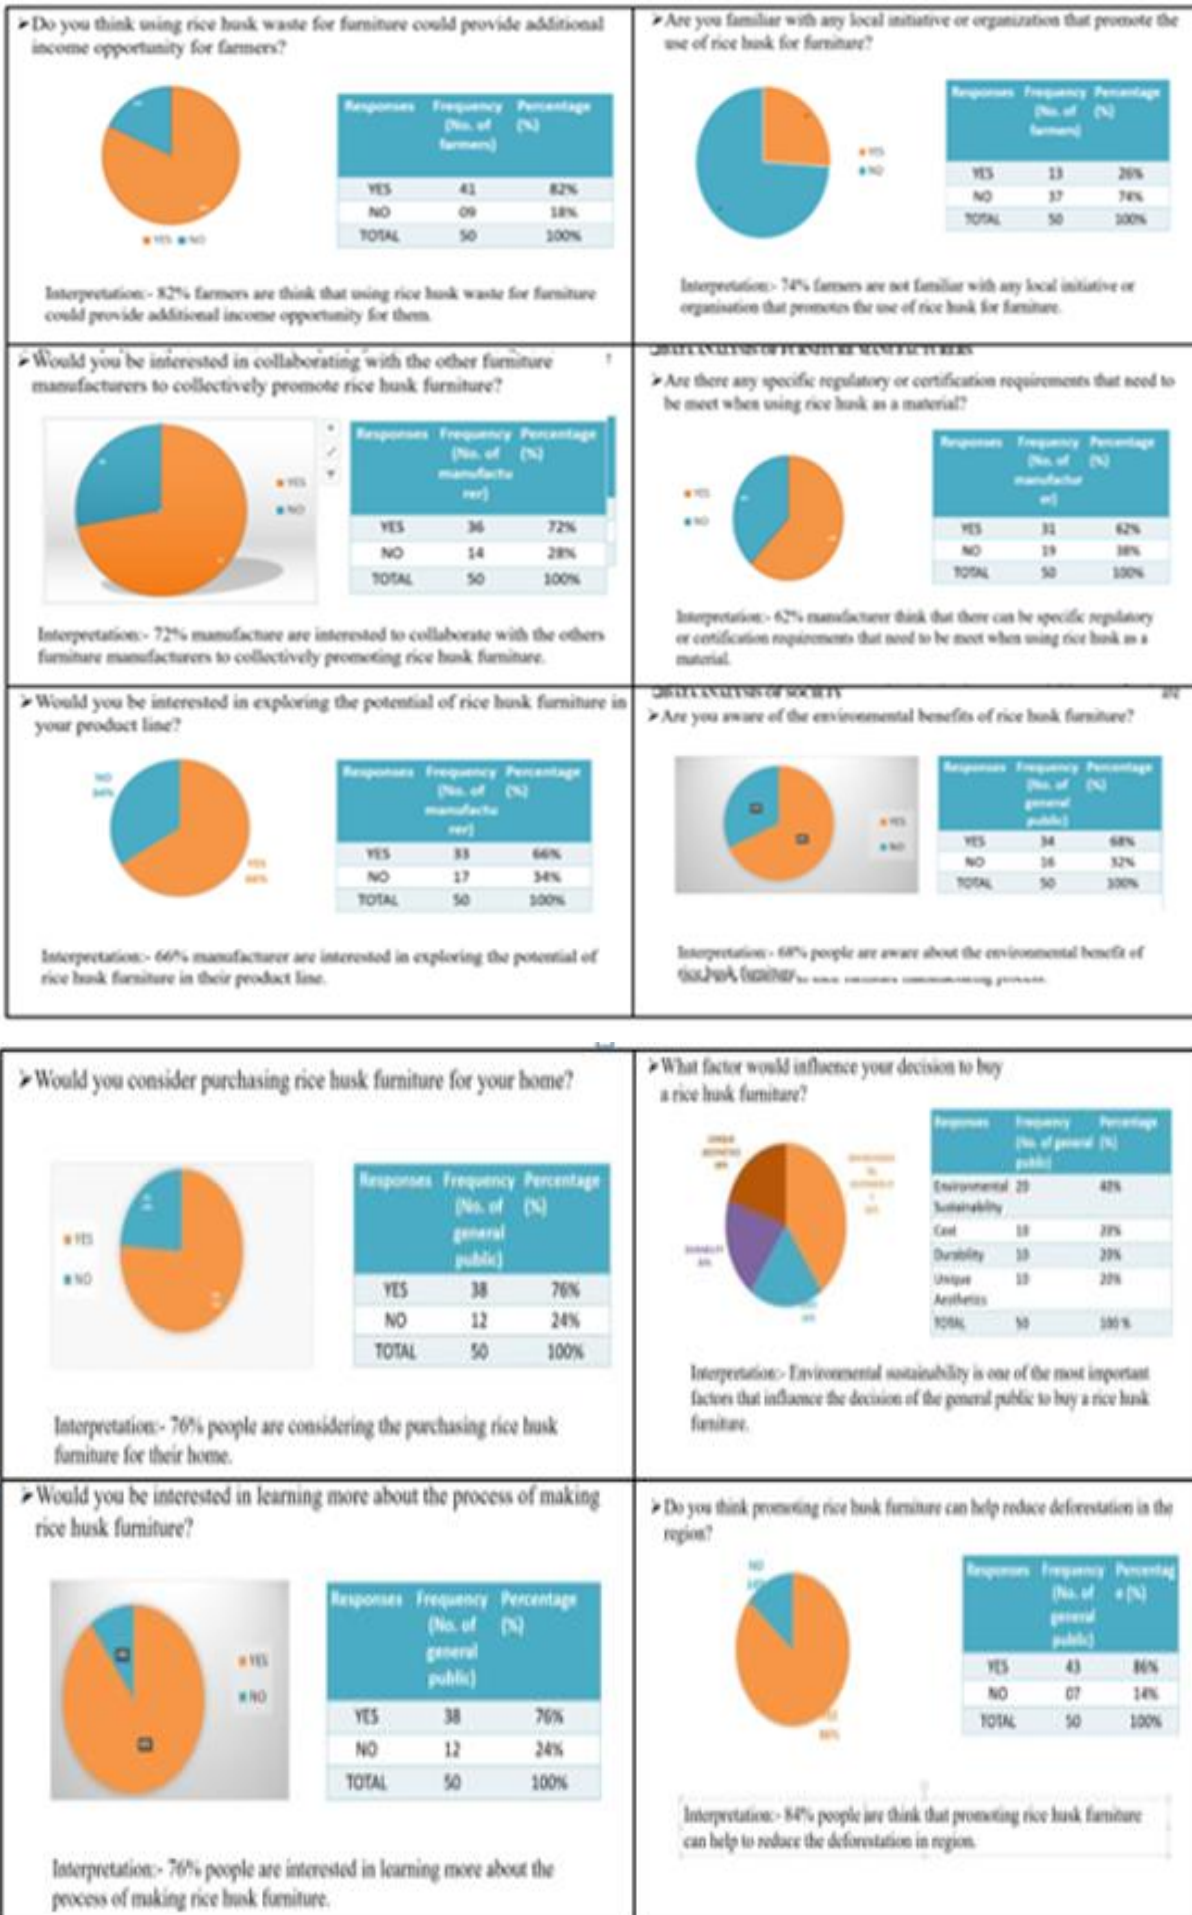 ➢Do you think using rice husk waste for furniture could provide additional
income opportunity for farmers?
Responses Frequency Percentage
(No. of (%)
farmers)
YES 41 82%
NO 09 18%
TOTAL 50 100%
YES NO
Interpretation:- 82% farmers are think that using rice husk waste for furniture
could provide additional income opportunity for them.
➢Are you familiar with any local initiative or organization that promote the
use of rice husk for furniture?
YES
NO
Responses Frequency Percentage
(No. of (%)
farmers)
YES 13 26%
NO 37 74%
TOTAL 50 100%
Interpretation:- 74% farmers are not familiar with any local initiative or
organisation that promotes the use of rice husk for furniture.
➢Would you be interested in collaborating with the other furniture
manufacturers to collectively promote rice husk furniture?
YES
NO
Responses Frequency Percentage
(No. of (%)
manufactu
rer)
YES 36 72%
NO 14 28%
TOTAL 50 100%
Interpretation:- 72% manufacture are interested to collaborate with the others
furniture manufacturers to collectively promoting rice husk furniture.
❑DATA ANALYSIS OF FURNITURE MANUFACTURERS
➢Are there any specific regulatory or certification requirements that need to
be meet when using rice husk as a material?
YES
NO
Responses Frequency Percentage
(No. of (%)
manufactur
er)
YES 31 62%
NO 19 38%
TOTAL 50 100%
Interpretation:- 62% manufacturer think that there can be specific regulatory
or certification requirements that need to be meet when using rice husk as a
material.
➢Would you be interested in exploring the potential of rice husk furniture in
your product line?
NO
34%
YES
66%
Responses Frequency Percentage
(No. of (%)
manufactu
rer)
YES 33 66%
NO 17 34%
TOTAL 50 100%
Interpretation:- 66% manufacturer are interested in exploring the potential of
rice husk furniture in their product line.
❑DATA ANALYSIS OF SOCIETY
➢Are you aware of the environmental benefits of rice husk furniture?
YES
NO
Responses Frequency Percentage
(No. of (%)
general
public)
YES 34 68%
NO 16 32%
TOTAL 50 100%
Interpretation:- 68% people are aware about the environmental benefit of
rice husk furniture
➢Would you consider purchasing rice husk furniture for your home?
YES
NO
Responses Frequency Percentage
(No. of (%)
general
public)
YES 38 76%
NO 12 24%
TOTAL 50 100%
Interpretation:- 76% people are considering the purchasing rice husk
furniture for their home.
➢What factor would influence your decision to buy
a rice husk furniture?
UNIQUE
AESTHETICS
DURABILITY
Responses Frequency Percentage
(No. of general (%)
public)
Environmental 20 40%
Sustainability
Cost 10 20%
Durability 10 20%
Unique 10 20%
Aesthetics
TOTAL 50 100 %
Interpretation:- Environmental sustainability is one of the most important
factors that influence the decision of the general public to buy a rice husk
furniture.
➢Would you be interested in learning more about the process of making
rice husk furniture?
YES
NO
Responses Frequency Percentage
(No. of (%)
general
public)
YES 38 76%
NO 12 24%
TOTAL 50 100%
Interpretation:- 76% people are interested in learning more about the
process of making rice husk furniture.
➢Do you think promoting rice husk furniture can help reduce deforestation in the
region?
NO
14%
86%
Responses Frequency Percentag
(No. of e (%)
general
public)
YES 43 86%
NO 07 14%
TOTAL 50 100%
Interpretation:- 84% people are think that promoting rice husk furniture
can help to reduce the deforestation in region.